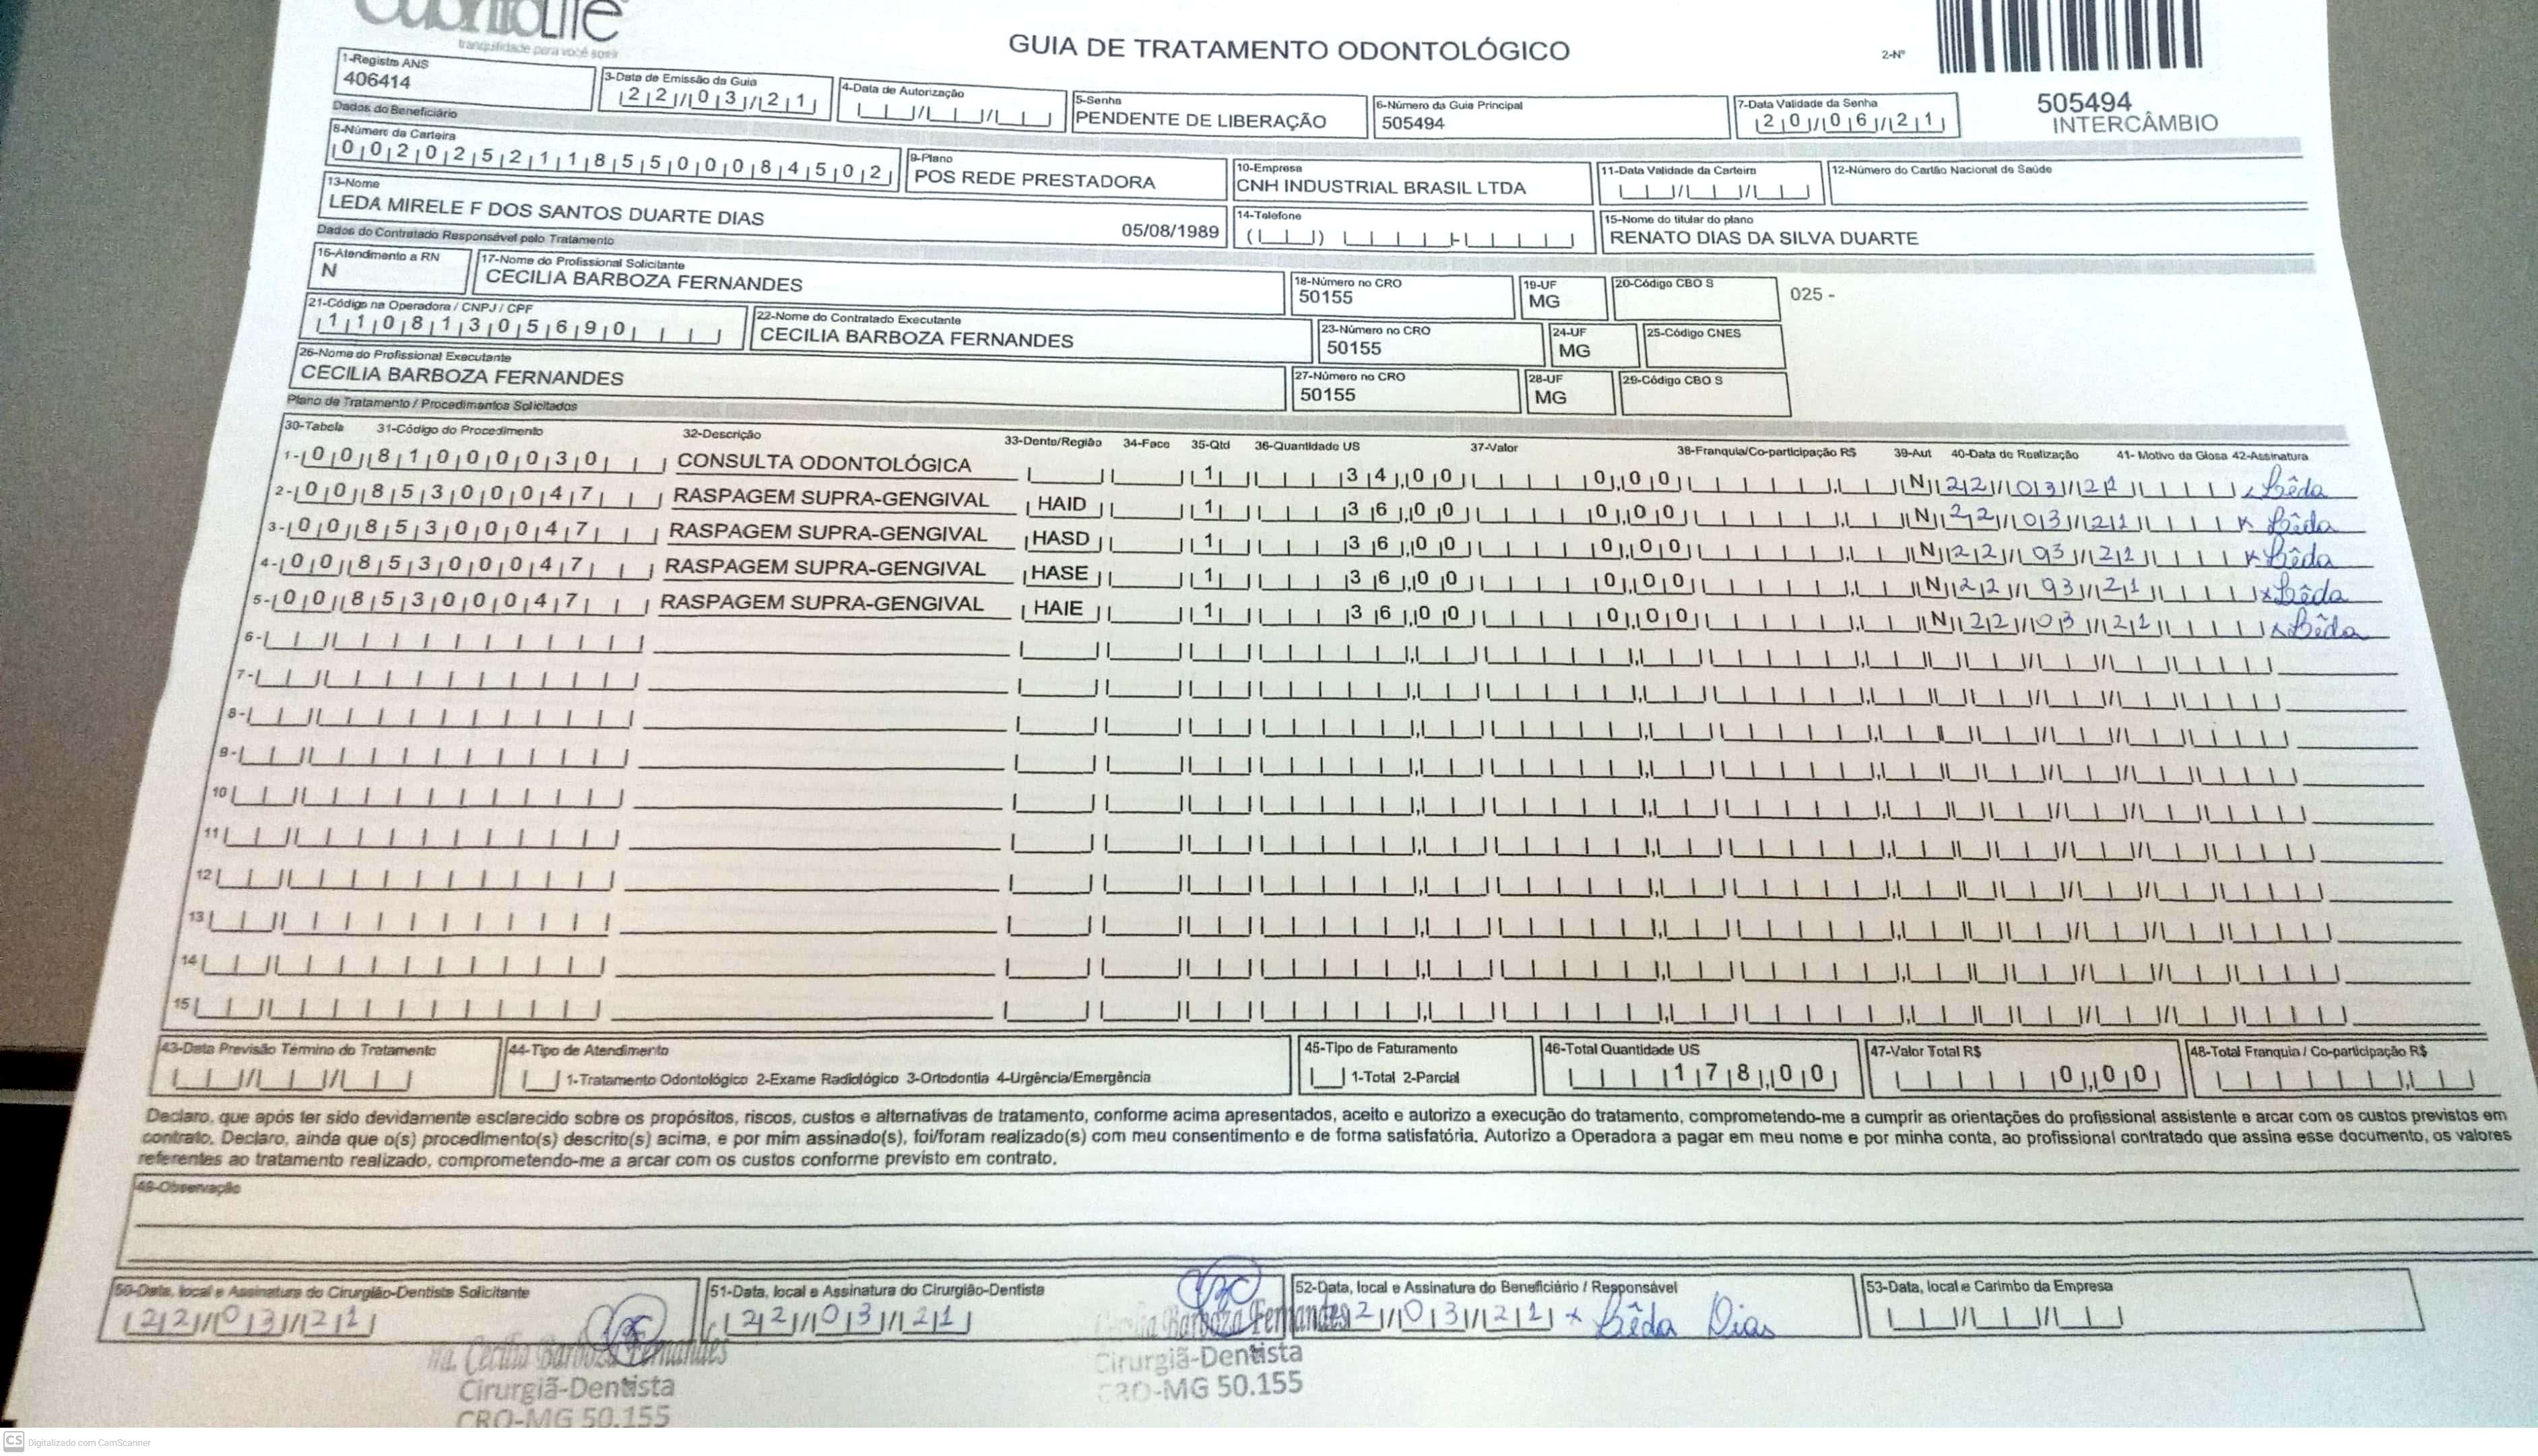 OdontoLife
tranquilidade para você sorrir
GUIA DE TRATAMENTO ODONTOLÓGICO
2-Nº
505494
INTERCÂMBIO
1-Registro ANS
406414
3-Data de Emissão da Guia
22/03/21
4-Data de Autorização
5-Senha
PENDENTE DE LIBERAÇÃO
6-Número da Guia Principal
505494
7-Data Validade da Senha
20/06/21
Dados do Beneficiário
8-Número da Carteira
00202521185500084502
9-Plano
POS REDE PRESTADORA
10-Empresa
CNH INDUSTRIAL BRASIL LTDA
11-Data Validade da Carteira
12-Número do Cartão Nacional de Saúde
13-Nome
LEDA MIRELE F DOS SANTOS DUARTE DIAS 05/08/1989
14-Telefone
15-Nome do titular do plano
RENATO DIAS DA SILVA DUARTE
Dados do Contratado Responsável pelo Tratamento
16-Atendimento a RN
N
17-Nome do Profissional Solicitante
CECILIA BARBOZA FERNANDES
18-Número no CRO
50155
19-UF
MG
20-Código CBO S
025 -
21-Código na Operadora / CNPJ / CPF
11081305690
22-Nome do Contratado Executante
CECILIA BARBOZA FERNANDES
23-Número no CRO
50155
24-UF
MG
25-Código CNES
26-Nome do Profissional Executante
CECILIA BARBOZA FERNANDES
27-Número no CRO
50155
28-UF
MG
29-Código CBO S
Plano de Tratamento / Procedimentos Solicitados
30-Tabela 31-Código do Procedimento 32-Descrição 33-Dente/Região 34-Face 35-Qtd 36-Quantidade US 37-Valor 38-Franquia/Co-participação R$ 39-Aut 40-Data de Realização 41- Motivo da Glosa 42-Assinatura
1- 00 81000030 CONSULTA ODONTOLÓGICA 1 34,00 0,00 N 22/03/21 x Lêda
2- 00 85300047 RASPAGEM SUPRA-GENGIVAL HAID 1 36,00 0,00 N 22/03/21 x Lêda
3- 00 85300047 RASPAGEM SUPRA-GENGIVAL HASD 1 36,00 0,00 N 22/03/21 x Lêda
4- 00 85300047 RASPAGEM SUPRA-GENGIVAL HASE 1 36,00 0,00 N 22/03/21 x Lêda
5- 00 85300047 RASPAGEM SUPRA-GENGIVAL HAIE 1 36,00 0,00 N 22/03/21 x Lêda
6-
7-
8-
9-
10
11
12
13
14
15
43-Data Previsão Término do Tratamento
44-Tipo de Atendimento
1-Tratamento Odontológico 2-Exame Radiológico 3-Ortodontia 4-Urgência/Emergência
45-Tipo de Faturamento
1-Total 2-Parcial
46-Total Quantidade US
178,00
47-Valor Total R$
0,00
48-Total Franquia / Co-participação R$
Declaro, que após ter sido devidamente esclarecido sobre os propósitos, riscos, custos e alternativas de tratamento, conforme acima apresentados, aceito e autorizo a execução do tratamento, comprometendo-me a cumprir as orientações do profissional assistente e arcar com os custos previstos em
contrato. Declaro, ainda que o(s) procedimento(s) descrito(s) acima, e por mim assinado(s), foi/foram realizado(s) com meu consentimento e de forma satisfatória. Autorizo a Operadora a pagar em meu nome e por minha conta, ao profissional contratado que assina esse documento, os valores
referentes ao tratamento realizado, comprometendo-me a arcar com os custos conforme previsto em contrato.
49-Observação
50-Data, local e Assinatura do Cirurgião-Dentista Solicitante
22/03/21
51-Data, local e Assinatura do Cirurgião-Dentista
22/03/21
52-Data, local e Assinatura do Beneficiário / Responsável
22/03/21 x Lêda Dias
53-Data, local e Carimbo da Empresa
Dra. Cecilia Barboza Fernandes
Cirurgiã-Dentista
CRO-MG 50.155
Cecilia Barboza Fernandes
Cirurgiã-Dentista
CRO-MG 50.155
CS Digitalizado com CamScanner